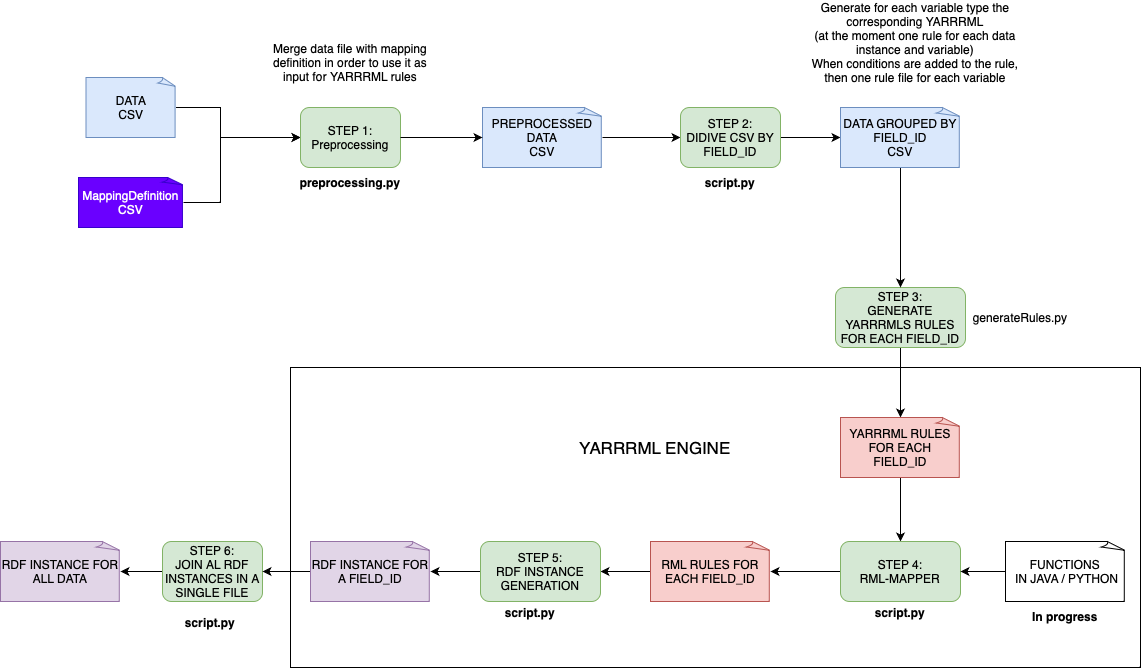 Generate for each variable type the
corresponding YARRRML
(at the moment one rule for each data
instance and variable)
When conditions are added to the rule,
then one rule file for each variable
Merge data file with mapping
definition in order to use it as
input for YARRRML rules
DATA
CSV
MappingDefinition
CSV
STEP 1:
Preprocessing
preprocessing.py
PREPROCESSED
DATA
CSV
STEP 2:
DIDIVE CSV BY
FIELD_ID
script.py
DATA GROUPED BY
FIELD_ID
CSV
STEP 3:
GENERATE
YARRRMLS RULES
FOR EACH FIELD_ID
generateRules.py
YARRRML ENGINE
YARRRML RULES
FOR EACH
FIELD_ID
FUNCTIONS
IN JAVA / PYTHON
In progress
STEP 4:
RML-MAPPER
script.py
RML RULES FOR
EACH FIELD_ID
STEP 5:
RDF INSTANCE
GENERATION
script.py
RDF INSTANCE FOR
A FIELD_ID
STEP 6:
JOIN AL RDF
INSTANCES IN A
SINGLE FILE
script.py
RDF INSTANCE FOR
ALL DATA